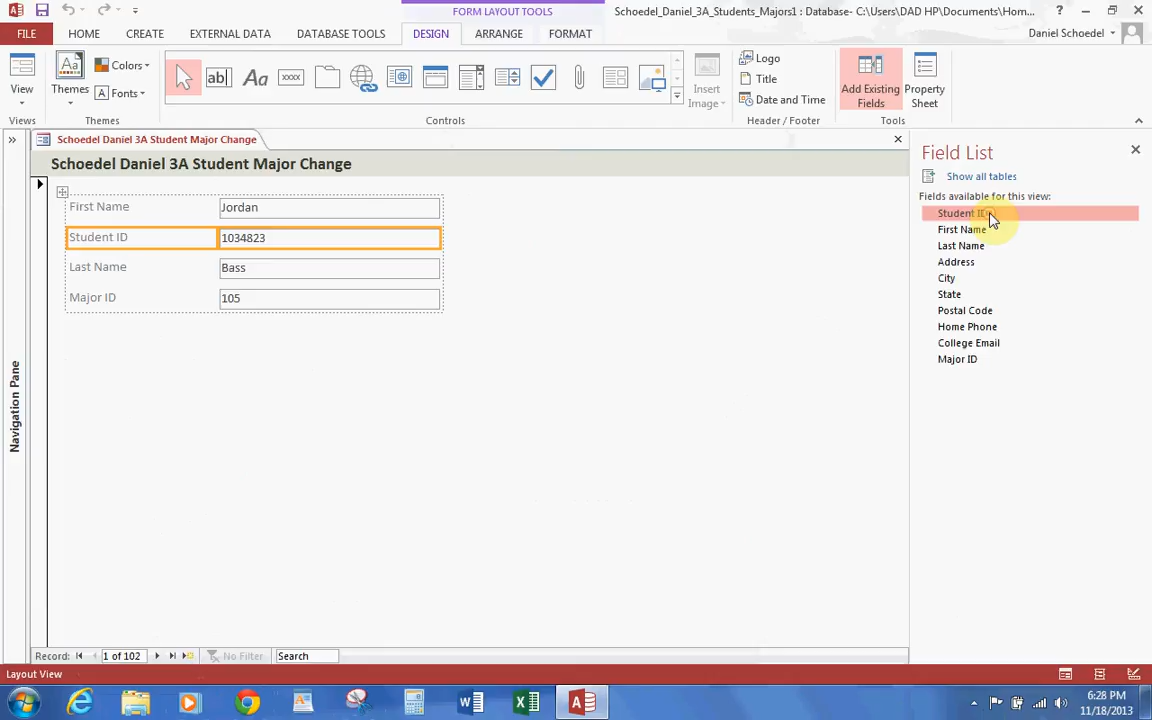 FORM LAYOUT TOOLS
Schoedel_Daniel_3A_Students_Majors1 : Database- C:\Users\DAD HP\Documents\Hom...
?
FILE
HOME
CREATE
EXTERNAL DATA
DATABASE TOOLS
DESIGN
ARRANGE
FORMAT
Daniel Schoedel
View
Themes
Aa
Colors
A Fonts
Themes
Views
ab|
Aa
xxxx
Controls
Insert
Image
Logo
Title
Date and Time
Header / Footer
Add Existing
Fields
Property
Sheet
Tools
Schoedel Daniel 3A Student Major Change
Schoedel Daniel 3A Student Major Change
First Name Jordan
Student ID 1034823
Last Name Bass
Major ID 105
Navigation Pane
Field List
Show all tables
Fields available for this view:
Student ID
First Name
Last Name
Address
City
State
Postal Code
Home Phone
College Email
Major ID
Record: 1 of 102 No Filter Search
Layout View
6:28 PM
11/18/2013